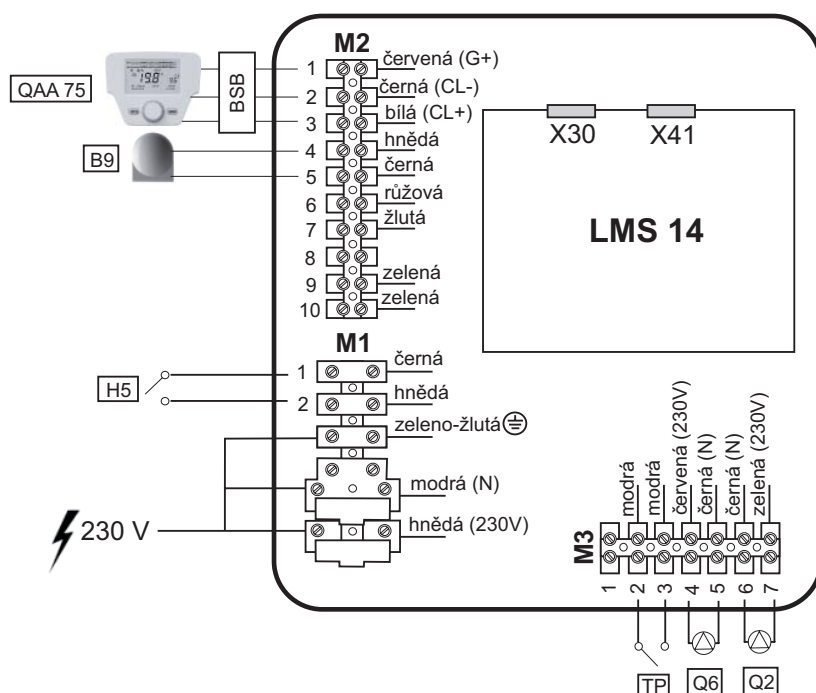 M2
QAA 75
BSB
1
2
3
4
5
6
7
8
9
10
červená (G+)
černá (CL-)
bílá (CL+)
hnědá
černá
růžová
žlutá
zelená
zelená
B9
X30
X41
LMS 14
M1
H5
1
2
černá
hnědá
zeleno-žlutá
modrá (N)
hnědá (230V)
230 V
M3
modrá
modrá
červená (230V)
černá (N)
černá (N)
zelená (230V)
1
2
3
4
5
6
7
TP
Q6
Q2